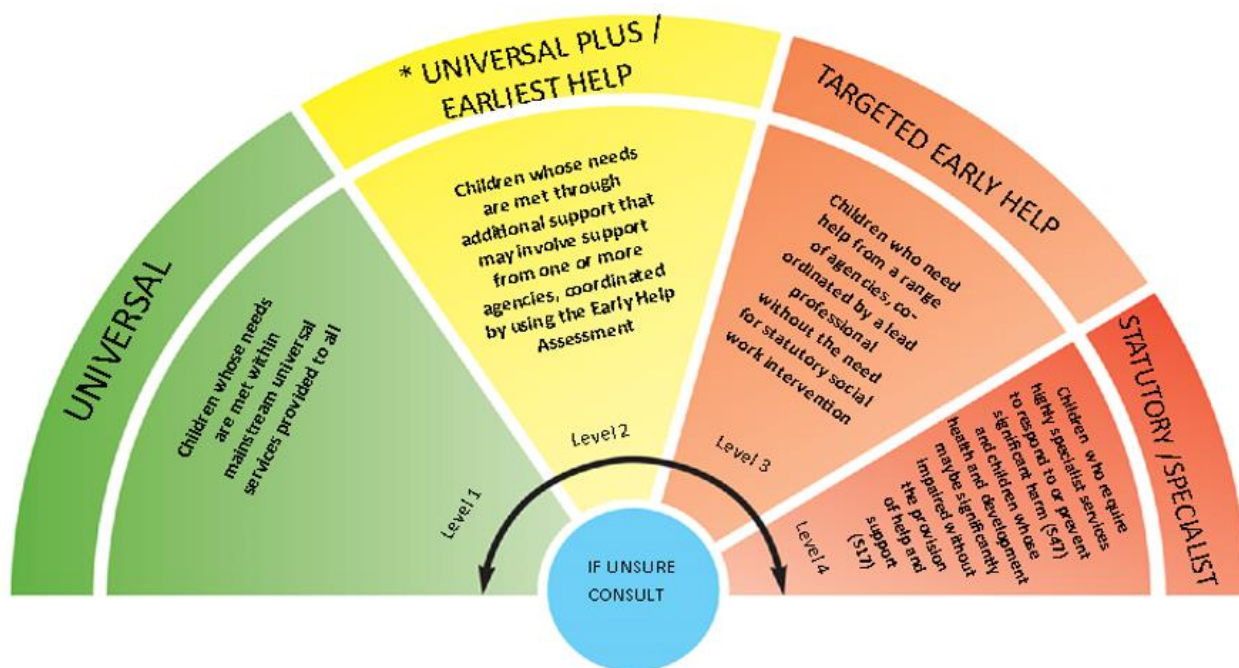 UNIVERSAL
Children whose needs
are met within
mainstream universal
services provided to all
Level 1
* UNIVERSAL PLUS /
EARLIEST HELP
Children whose needs
are met through
additional support that
may involve support
from one or more
agencies, coordinated
by using the Early Help
Assessment
Level 2
TARGETED EARLY HELP
Children who need
help from a range
of agencies, co-
ordinated by a lead
professional
without the need
for statutory social
work intervention
Level 3
STATUTORY /SPECIALIST
Children who require
highly specialist services
to respond to or prevent
significant harm (S47)
and children whose
health and development
maybe significantly
impaired without
the provision
of help and
support
(S17)
Level 4
IF UNSURE
CONSULT